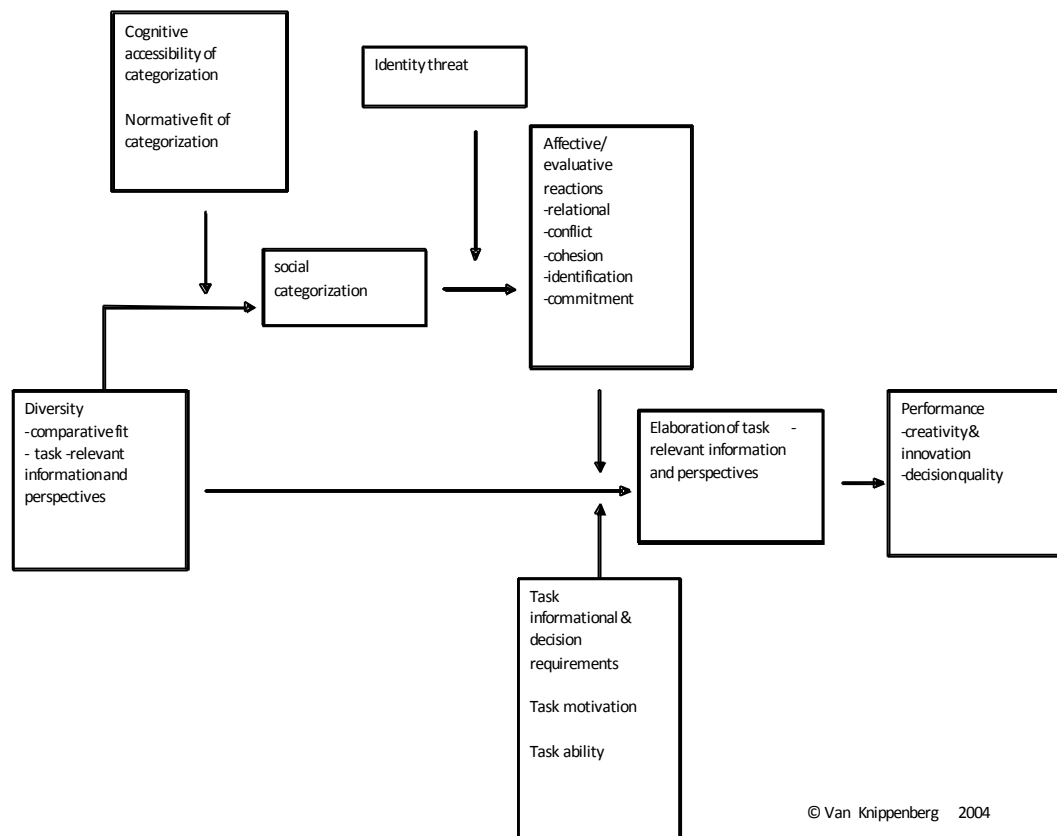 Cognitive
accessibility of
categorization
Normative fit of
categorization
Identity threat
Affective/
evaluative
reactions
-relational
-conflict
-cohesion
-identification
-commitment
social
categorization
Diversity
-comparative fit
- task -relevant
information and
perspectives
Elaboration of task -
relevant information
and perspectives
Performance
-creativity &
innovation
-decision quality
Task
informational &
decision
requirements
Task motivation
Task ability
© Van Knippenberg 2004